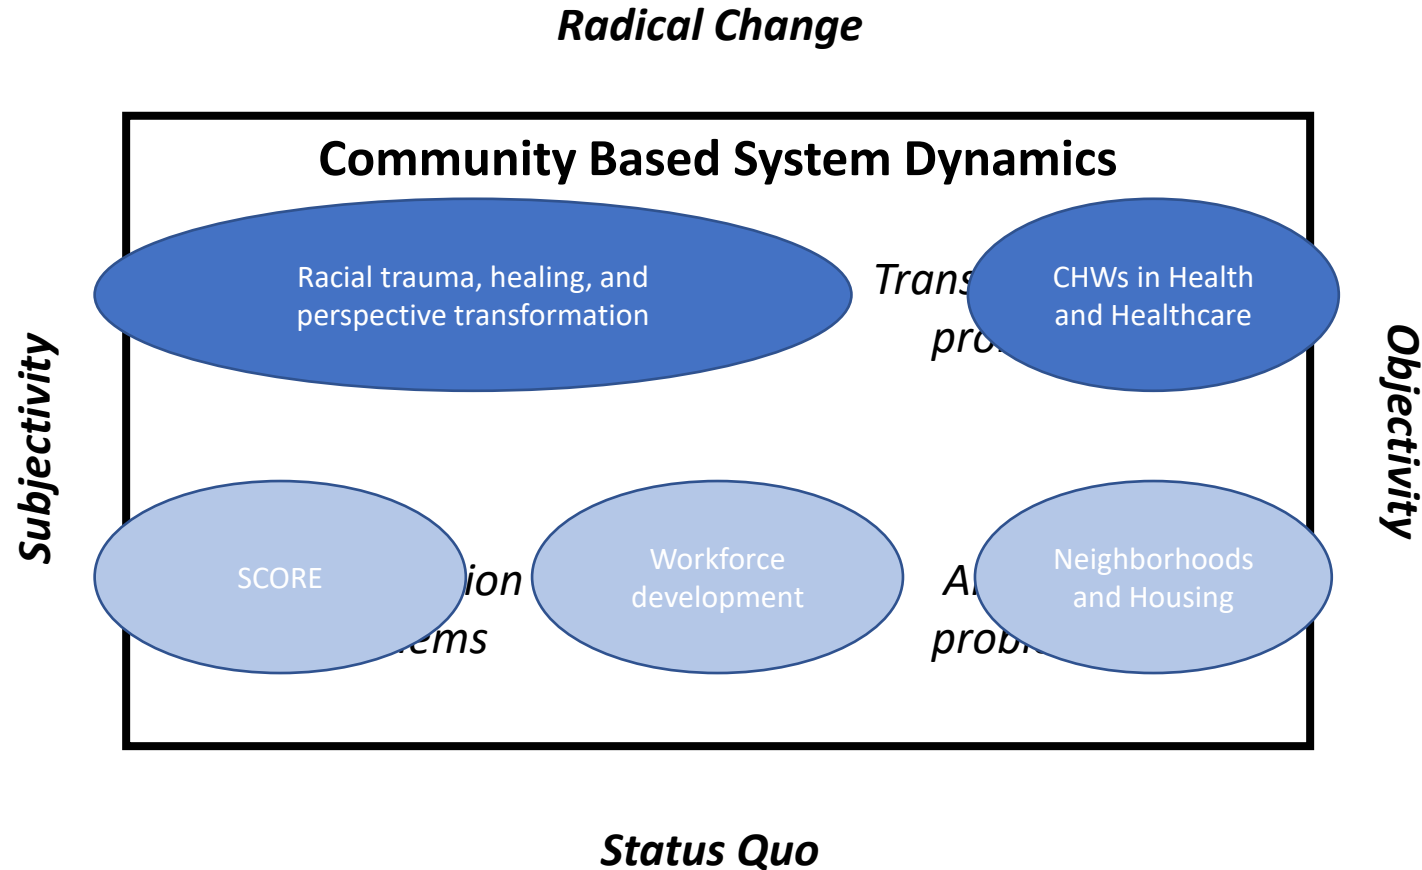 Radical Change
Community Based System Dynamics
Racial trauma, healing, and
perspective transformation
CHWs in Health
and Healthcare
Subjectivity
Objectivity
SCORE
Workforce
development
Neighborhoods
and Housing
Status Quo